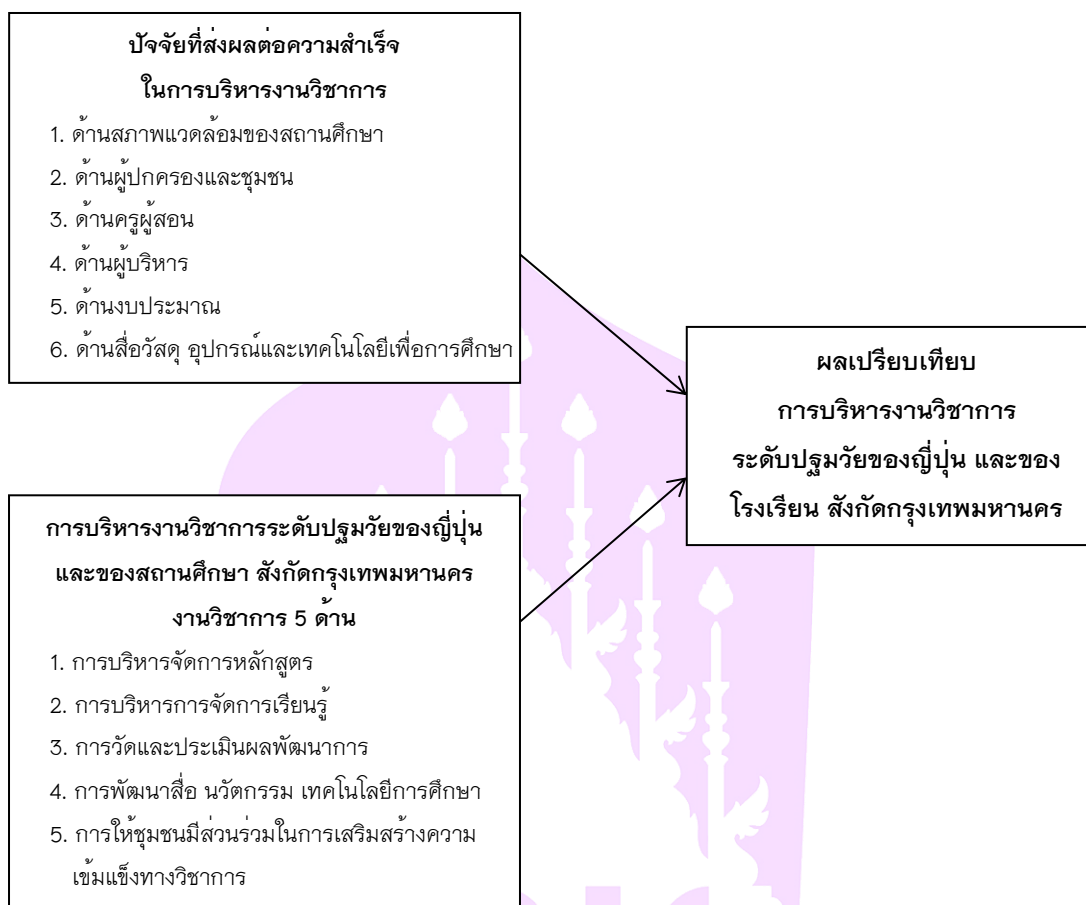 ปัจจัยที่ส่งผลต่อความสำเร็จ
ในการบริหารงานวิชาการ
1. ด้านสภาพแวดล้อมของสถานศึกษา
2. ด้านผู้ปกครองและชุมชน
3. ด้านครูผู้สอน
4. ด้านผู้บริหาร
5. ด้านงบประมาณ
6. ด้านสื่อวัสดุ อุปกรณ์และเทคโนโลยีเพื่อการศึกษา
การบริหารงานวิชาการระดับปฐมวัยของญี่ปุ่น
และของสถานศึกษา สังกัดกรุงเทพมหานคร
งานวิชาการ 5 ด้าน
1. การบริหารจัดการหลักสูตร
2. การบริหารการจัดการเรียนรู้
3. การวัดและประเมินผลพัฒนาการ
4. การพัฒนาสื่อ นวัตกรรม เทคโนโลยีการศึกษา
5. การให้ชุมชนมีส่วนร่วมในการเสริมสร้างความ
เข้มแข็งทางวิชาการ
ผลเปรียบเทียบ
การบริหารงานวิชาการ
ระดับปฐมวัยของญี่ปุ่น และของ
โรงเรียน สังกัดกรุงเทพมหานคร